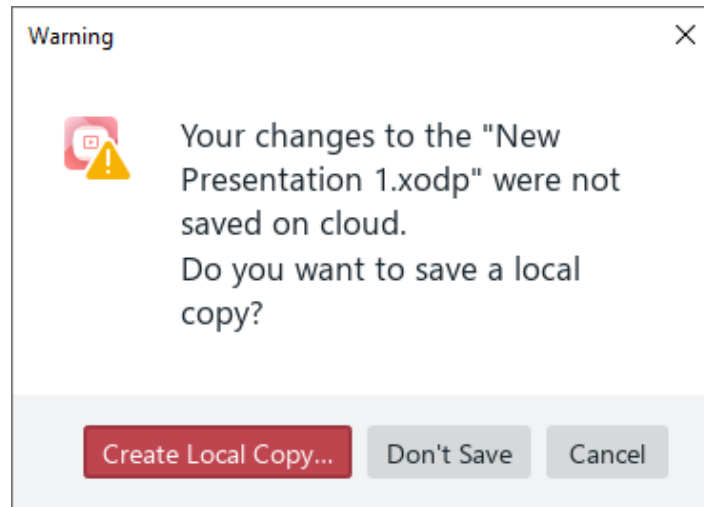 Warning
Your changes to the "New
Presentation 1.xodp" were not
saved on cloud.
Do you want to save a local
copy?
Create Local Copy...
Don't Save
Cancel